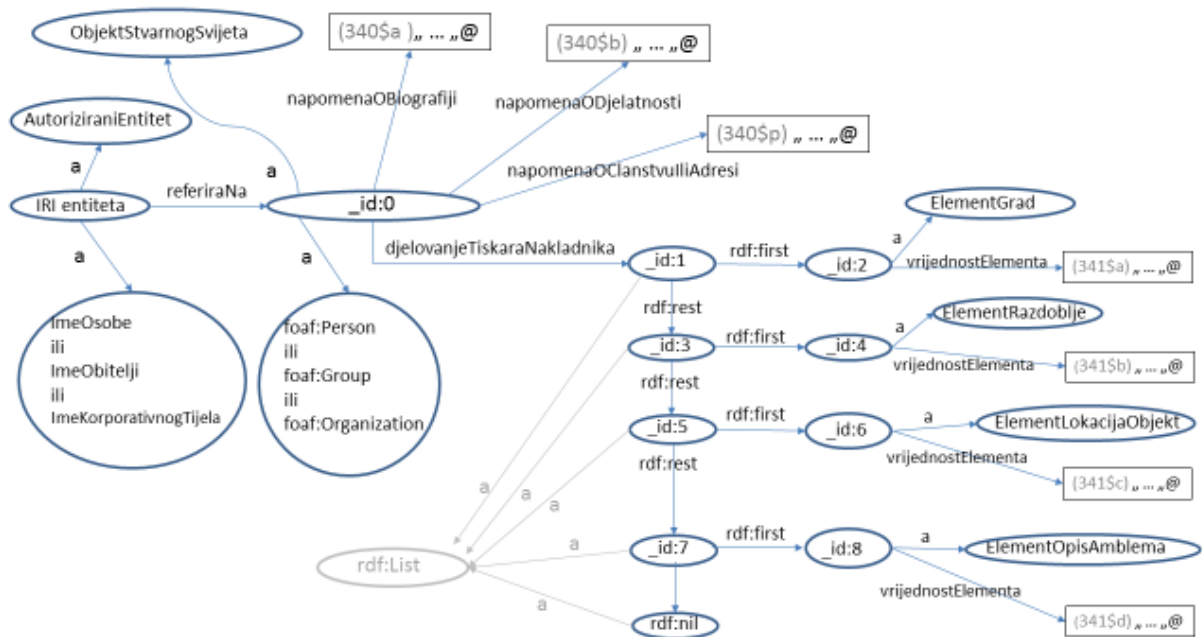 ObjektStvarnogSvijeta
(340$a )„ ... „@
(340$b) „ ... „@
napomenaOBiografiji
napomenaODjelatnosti
AutoriziraniEntitet
(340$p) „ ... „@
a
referiraNa
a
napomenaOClanstvuIliAdresi
IRI entiteta
_id:0
ElementGrad
a
a
djelovanjeTiskaraNakladnika
_id:1
rdf:first
_id:2
a
vrijednostElementa
(341$a) „ ... „@
rdf:rest
ElementRazdoblje
ImeOsobe
ili
ImeObitelji
ili
ImeKorporativnogTijela
foaf:Person
ili
foaf:Group
ili
foaf:Organization
_id:3
rdf:first
_id:4
a
vrijednostElementa
(341$b) „ ... „@
rdf:rest
_id:5
rdf:first
_id:6
a
ElementLokacijaObjekt
rdf:rest
vrijednostElementa
(341$c) „ ... „@
a
a
a
rdf:first
_id:7
_id:8
a
ElementOpisAmblema
a
rdf:List
vrijednostElementa
a
rdf:nil
(341$d) „ ... „@